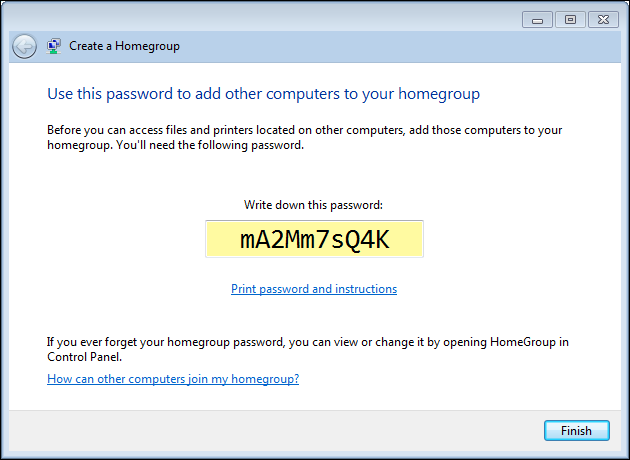 Create a Homegroup
Use this password to add other computers to your homegroup
Before you can access files and printers located on other computers, add those computers to your
homegroup. You'll need the following password.
Write down this password:
mA2Mm7sQ4K
Print password and instructions
If you ever forget your homegroup password, you can view or change it by opening HomeGroup in
Control Panel.
How can other computers join my homegroup?
Finish